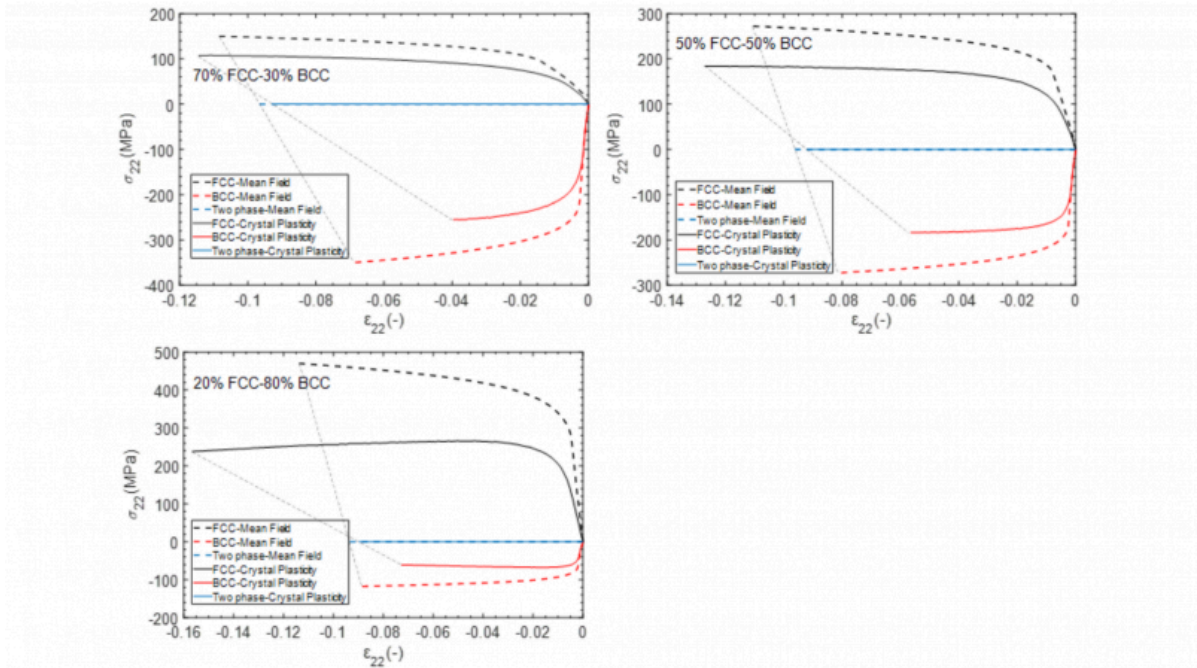 200
100
0
-100
-200
-300
-400
σ22(MPa)
70% FCC-30% BCC
FCC-Mean Field
BCC-Mean Field
Two phase-Mean Field
FCC-Crystal Plasticity
BCC-Crystal Plasticity
Two phase-Crystal Plasticity
-0.12 -0.1 -0.08 -0.06 -0.04 -0.02 0
ε22(-)
300
200
100
0
-100
-200
-300
σ22(MPa)
50% FCC-50% BCC
FCC-Mean Field
BCC-Mean Field
Two phase-Mean Field
FCC-Crystal Plasticity
BCC-Crystal Plasticity
Two phase-Crystal Plasticity
-0.14 -0.12 -0.1 -0.08 -0.06 -0.04 -0.02 0
ε22(-)
500
400
300
200
100
0
-100
-200
σ22(MPa)
20% FCC-80% BCC
FCC-Mean Field
BCC-Mean Field
Two phase-Mean Field
FCC-Crystal Plasticity
BCC-Crystal Plasticity
Two phase-Crystal Plasticity
-0.16 -0.14 -0.12 -0.1 -0.08 -0.06 -0.04 -0.02 0
ε22(-)